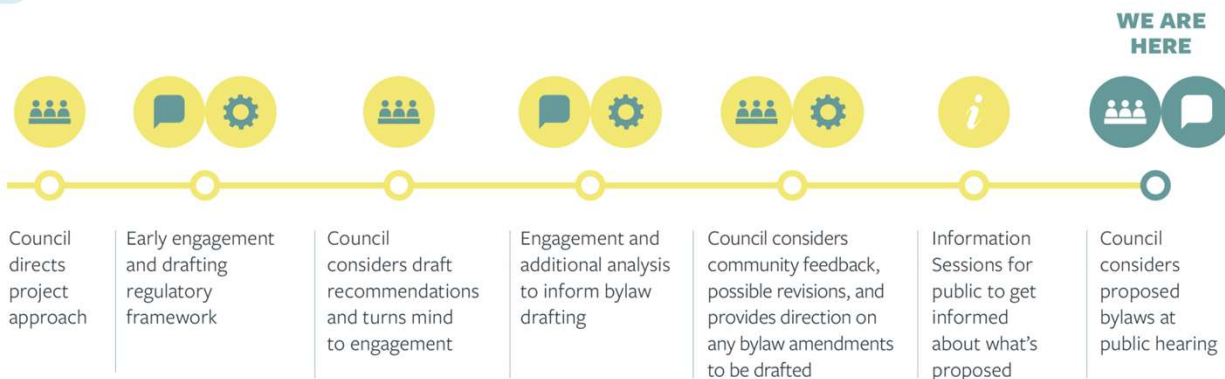 WE ARE
HERE
i
Council
directs
project
approach
Early engagement
and drafting
regulatory
framework
Council
considers draft
recommendations
and turns mind
to engagement
Engagement and
additional analysis
to inform bylaw
drafting
Council considers
community feedback,
possible revisions, and
provides direction on
any bylaw amendments
to be drafted
Information
Sessions for
public to get
informed
about what's
proposed
Council
considers
proposed
bylaws at
public hearing